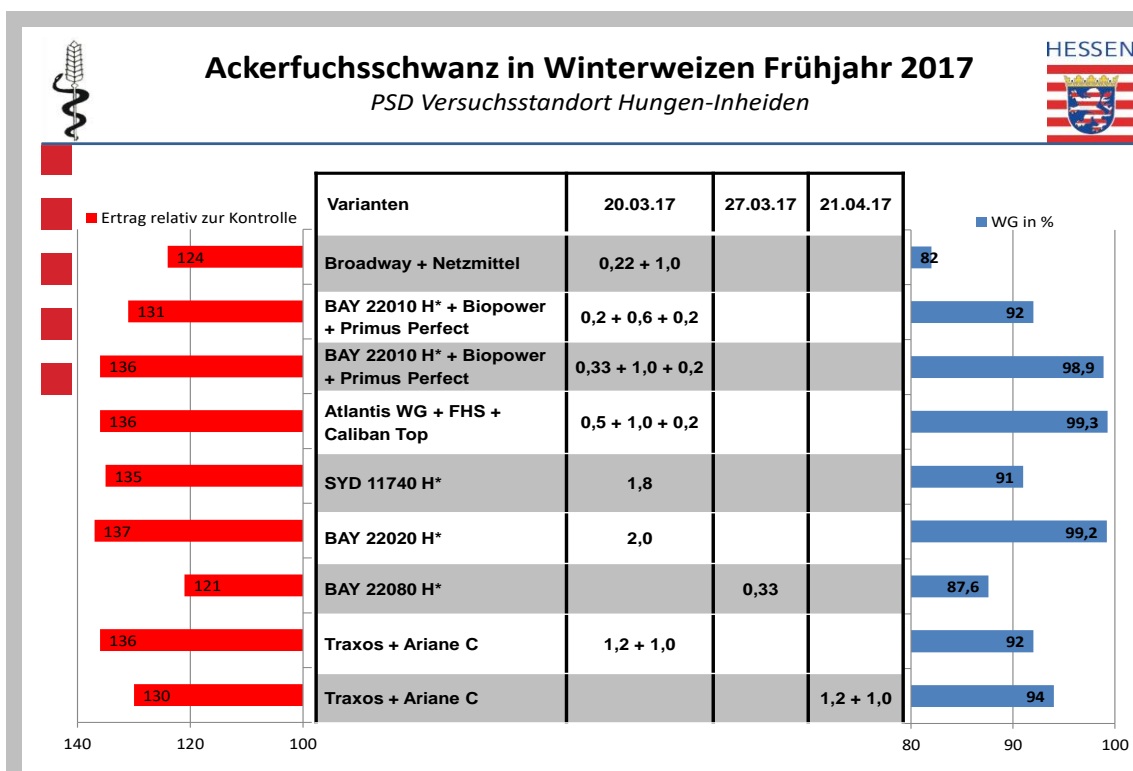 HESSEN
Ackerfuchsschwanz in Winterweizen Frühjahr 2017
PSD Versuchsstandort Hungen-Inheiden
Ertrag relativ zur Kontrolle
Varianten 20.03.17 27.03.17 21.04.17
WG in %
124 Broadway + Netzmittel 0,22 + 1,0 82
131 BAY 22010 H* + Biopower
+ Primus Perfect 0,2 + 0,6 + 0,2 92
136 BAY 22010 H* + Biopower
+ Primus Perfect 0,33 + 1,0 + 0,2 98,9
136 Atlantis WG + FHS +
Caliban Top 0,5 + 1,0 + 0,2 99,3
135 SYD 11740 H* 1,8 91
137 BAY 22020 H* 2,0 99,2
121 BAY 22080 H* 0,33 87,6
136 Traxos + Ariane C 1,2 + 1,0 92
130 Traxos + Ariane C 1,2 + 1,0 94
140 120 100 80 90 100